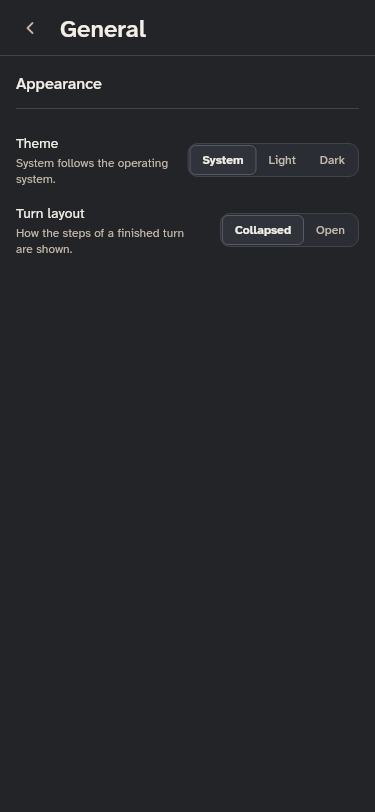 General
Appearance
Theme
System follows the operating
system.
System Light Dark
Turn layout
How the steps of a finished turn
are shown.
Collapsed Open